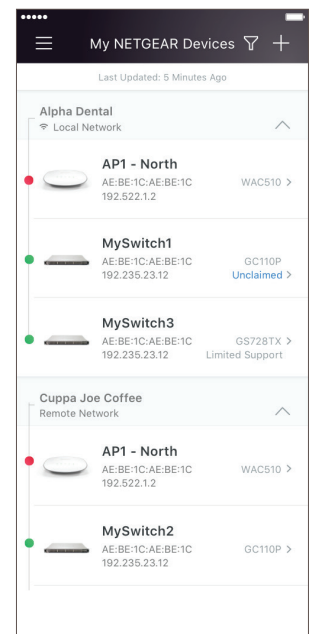 My NETGEAR Devices
Last Updated: 5 Minutes Ago
Alpha Dental
Local Network
AP1 - North
AE:BE:1C:AE:BE:1C
WAC510
192.522.1.2
MySwitch1
AE:BE:1C:AE:BE:1C
GC110P
192.235.23.12
Unclaimed
MySwitch3
AE:BE:1C:AE:BE:1C
GS728TX
192.235.23.12
Limited Support
Cuppa Joe Coffee
Remote Network
AP1 - North
AE:BE:1C:AE:BE:1C
WAC510
192.522.1.2
MySwitch2
AE:BE:1C:AE:BE:1C
GC110P
192.235.23.12